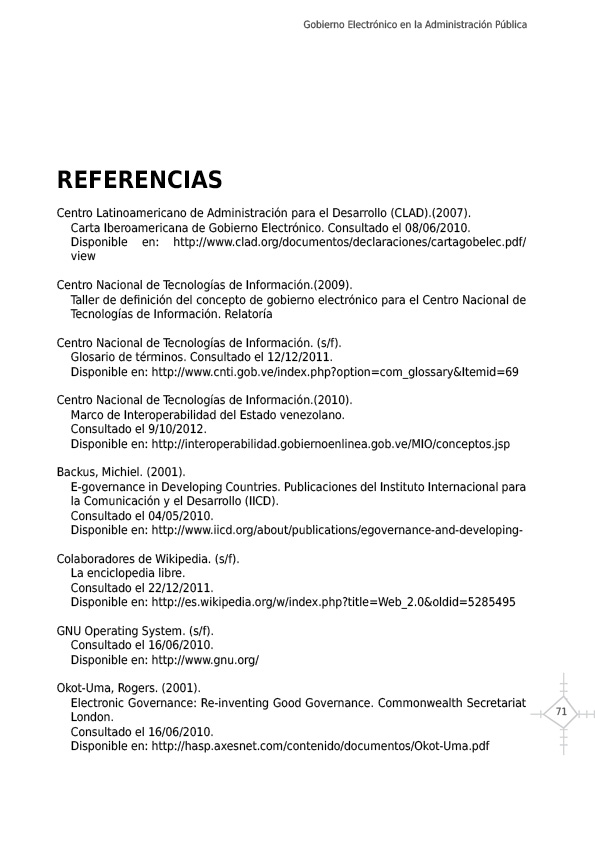 Gobierno Electrónico en la Administración Pública
REFERENCIAS
Centro Latinoamericano de Administración para el Desarrollo (CLAD).(2007).
Carta Iberoamericana de Gobierno Electrónico. Consultado el 08/06/2010.
Disponible en: http://www.clad.org/documentos/declaraciones/cartagobelec.pdf/
view
Centro Nacional de Tecnologías de Información.(2009).
Taller de definición del concepto de gobierno electrónico para el Centro Nacional de
Tecnologías de Información. Relatoría
Centro Nacional de Tecnologías de Información. (s/f).
Glosario de términos. Consultado el 12/12/2011.
Disponible en: http://www.cnti.gob.ve/index.php?option=com_glossary&Itemid=69
Centro Nacional de Tecnologías de Información.(2010).
Marco de Interoperabilidad del Estado venezolano.
Consultado el 9/10/2012.
Disponible en: http://interoperabilidad.gobiernoenlinea.gob.ve/MIO/conceptos.jsp
Backus, Michiel. (2001).
E-governance in Developing Countries. Publicaciones del Instituto Internacional para
la Comunicación y el Desarrollo (IICD).
Consultado el 04/05/2010.
Disponible en: http://www.iicd.org/about/publications/egovernance-and-developing-
Colaboradores de Wikipedia. (s/f).
La enciclopedia libre.
Consultado el 22/12/2011.
Disponible en: http://es.wikipedia.org/w/index.php?title=Web_2.0&oldid=5285495
GNU Operating System. (s/f).
Consultado el 16/06/2010.
Disponible en: http://www.gnu.org/
Okot-Uma, Rogers. (2001).
Electronic Governance: Re-inventing Good Governance. Commonwealth Secretariat
London.
Consultado el 16/06/2010.
Disponible en: http://hasp.axesnet.com/contenido/documentos/Okot-Uma.pdf
71